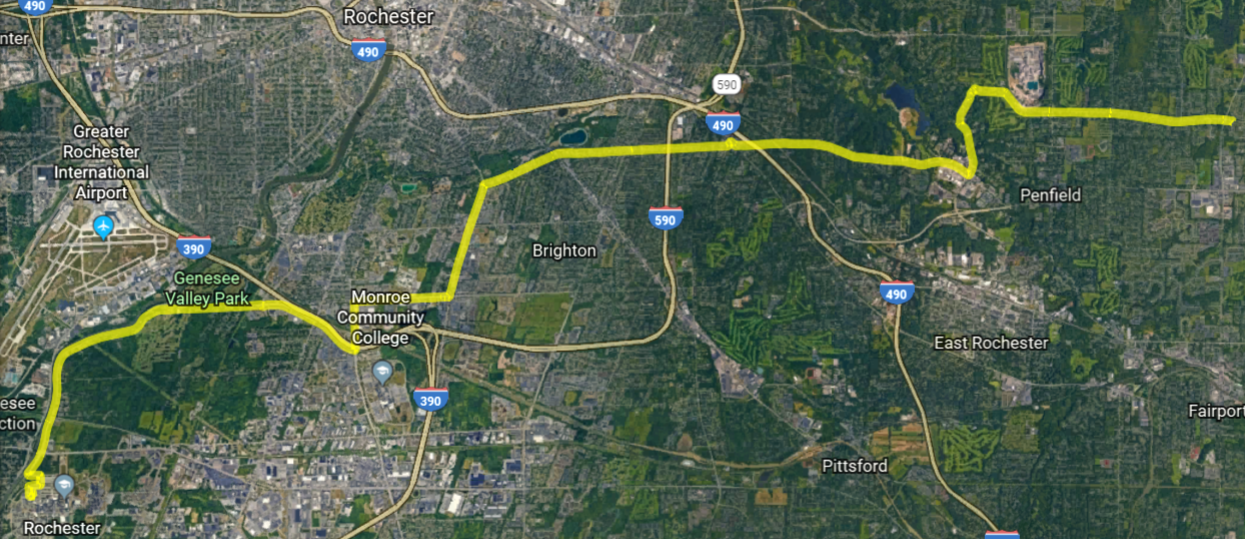 490
Rochester
nter
490
590
490
Greater
Rochester
International
Airport
Penfield
590
390
Brighton
Genesee
Valley Park
490
Monroe
Community
College
East Rochester
390
esee
ction
Fairport
Pittsford
Rochester